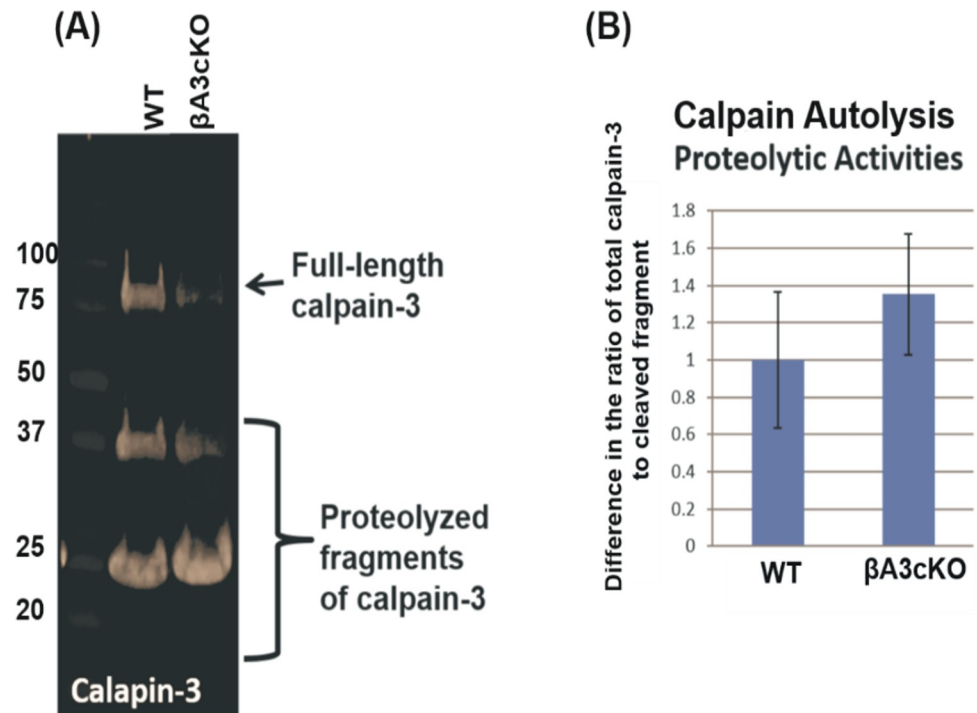 (A)
WT
βA3cKO
100
75
50
37
25
20
Full-length
calpain-3
Proteolyzed
fragments
of calpain-3
Calapin-3
(B)
Calpain Autolysis
Proteolytic Activities
Difference in the ratio of total calpain-3
to cleaved fragment
1.8
1.6
1.4
1.2
1
0.8
0.6
0.4
0.2
0
WT
βA3cKO